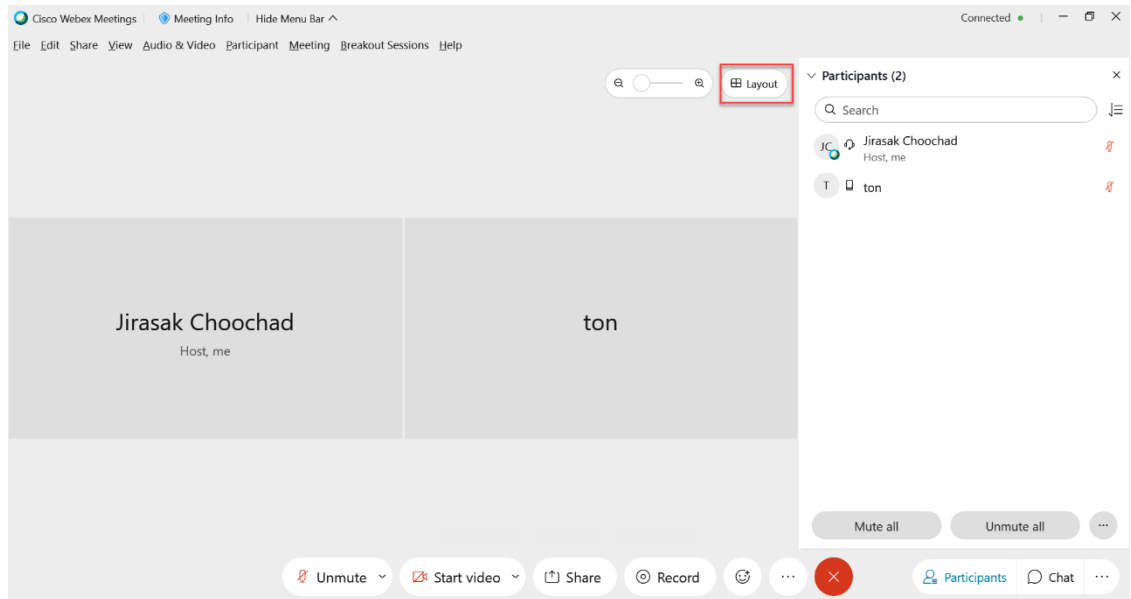 Cisco Webex Meetings Meeting Info Hide Menu Bar Connected
File Edit Share View Audio & Video Participant Meeting Breakout Sessions Help
Layout
Participants (2)
Search
JC Jirasak Choochad
Host, me
T ton
Jirasak Choochad
Host, me
ton
Mute all Unmute all
Unmute Start video Share Record Participants Chat